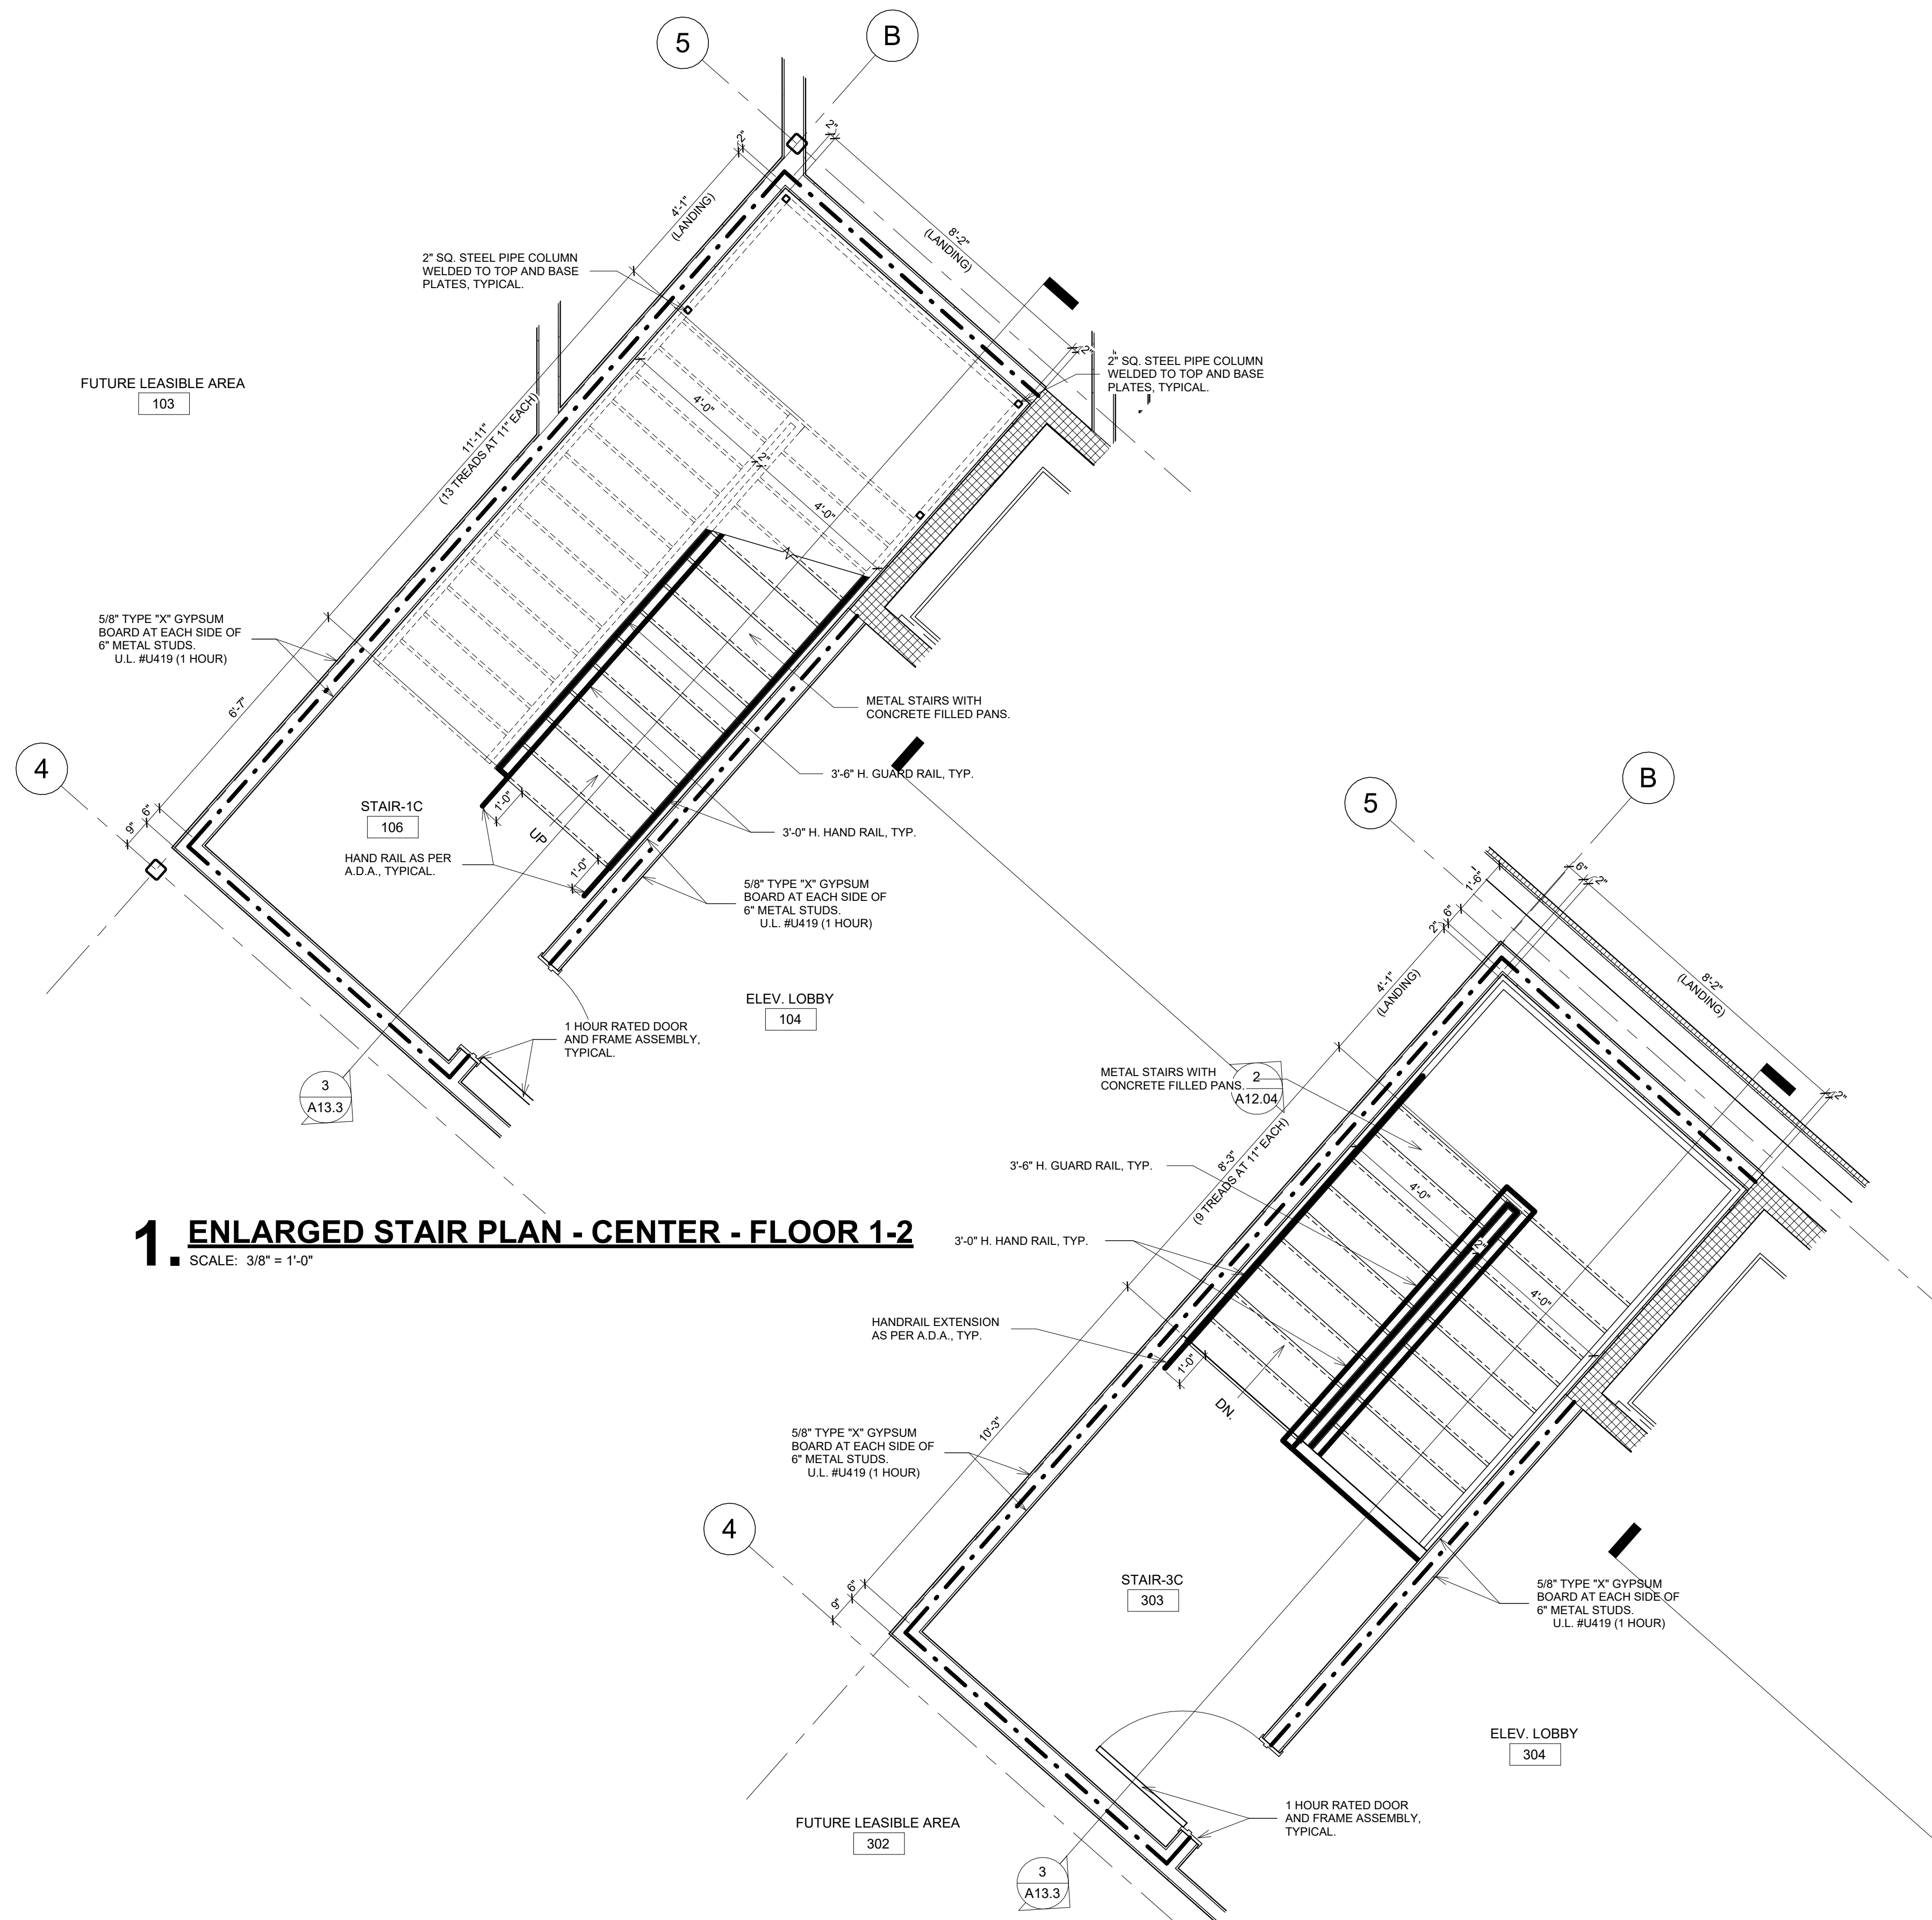 5
B
2"
2"
4'-1"
(LANDING)
8'-2"
(LANDING)
2" SQ. STEEL PIPE COLUMN
WELDED TO TOP AND BASE
PLATES, TYPICAL.
2"
2" SQ. STEEL PIPE COLUMN
WELDED TO TOP AND BASE
PLATES, TYPICAL.
FUTURE LEASIBLE AREA
103
11'-11"
(13 TREADS AT 11" EACH)
4'-0"
2"
4'-0"
5/8" TYPE "X" GYPSUM
BOARD AT EACH SIDE OF
6" METAL STUDS.
U.L. #U419 (1 HOUR)
6'-7"
METAL STAIRS WITH
CONCRETE FILLED PANS.
3'-6" H. GUARD RAIL, TYP.
4
9"
6"
STAIR-1C
106
1'-0"
UP
3'-0" H. HAND RAIL, TYP.
HAND RAIL AS PER
A.D.A., TYPICAL.
1'-0"
5/8" TYPE "X" GYPSUM
BOARD AT EACH SIDE OF
6" METAL STUDS.
U.L. #U419 (1 HOUR)
ELEV. LOBBY
104
1 HOUR RATED DOOR
AND FRAME ASSEMBLY,
TYPICAL.
3
A13.3
1. ENLARGED STAIR PLAN - CENTER - FLOOR 1-2
SCALE: 3/8" = 1'-0"
5
B
1'-6"
6"
2"
6"
2"
4'-1"
(LANDING)
8'-2"
(LANDING)
2"
METAL STAIRS WITH
CONCRETE FILLED PANS.
2
A12.04
8'-3"
(9 TREADS AT 11" EACH)
3'-6" H. GUARD RAIL, TYP.
4'-0"
2"
4'-0"
3'-0" H. HAND RAIL, TYP.
HANDRAIL EXTENSION
AS PER A.D.A., TYP.
1'-0"
DN.
10'-3"
5/8" TYPE "X" GYPSUM
BOARD AT EACH SIDE OF
6" METAL STUDS.
U.L. #U419 (1 HOUR)
4
9"
6"
STAIR-3C
303
5/8" TYPE "X" GYPSUM
BOARD AT EACH SIDE OF
6" METAL STUDS.
U.L. #U419 (1 HOUR)
ELEV. LOBBY
304
FUTURE LEASIBLE AREA
302
1 HOUR RATED DOOR
AND FRAME ASSEMBLY,
TYPICAL.
3
A13.3